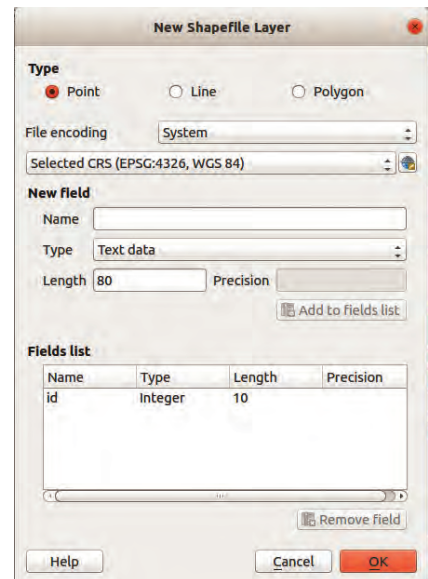 New Shapefile Layer
Type
Point Line Polygon
File encoding System
Selected CRS (EPSG:4326, WGS 84)
New field
Name
Type Text data
Length 80 Precision
Add to fields list
Fields list
Name Type Length Precision
id Integer 10
Remove field
Help Cancel OK